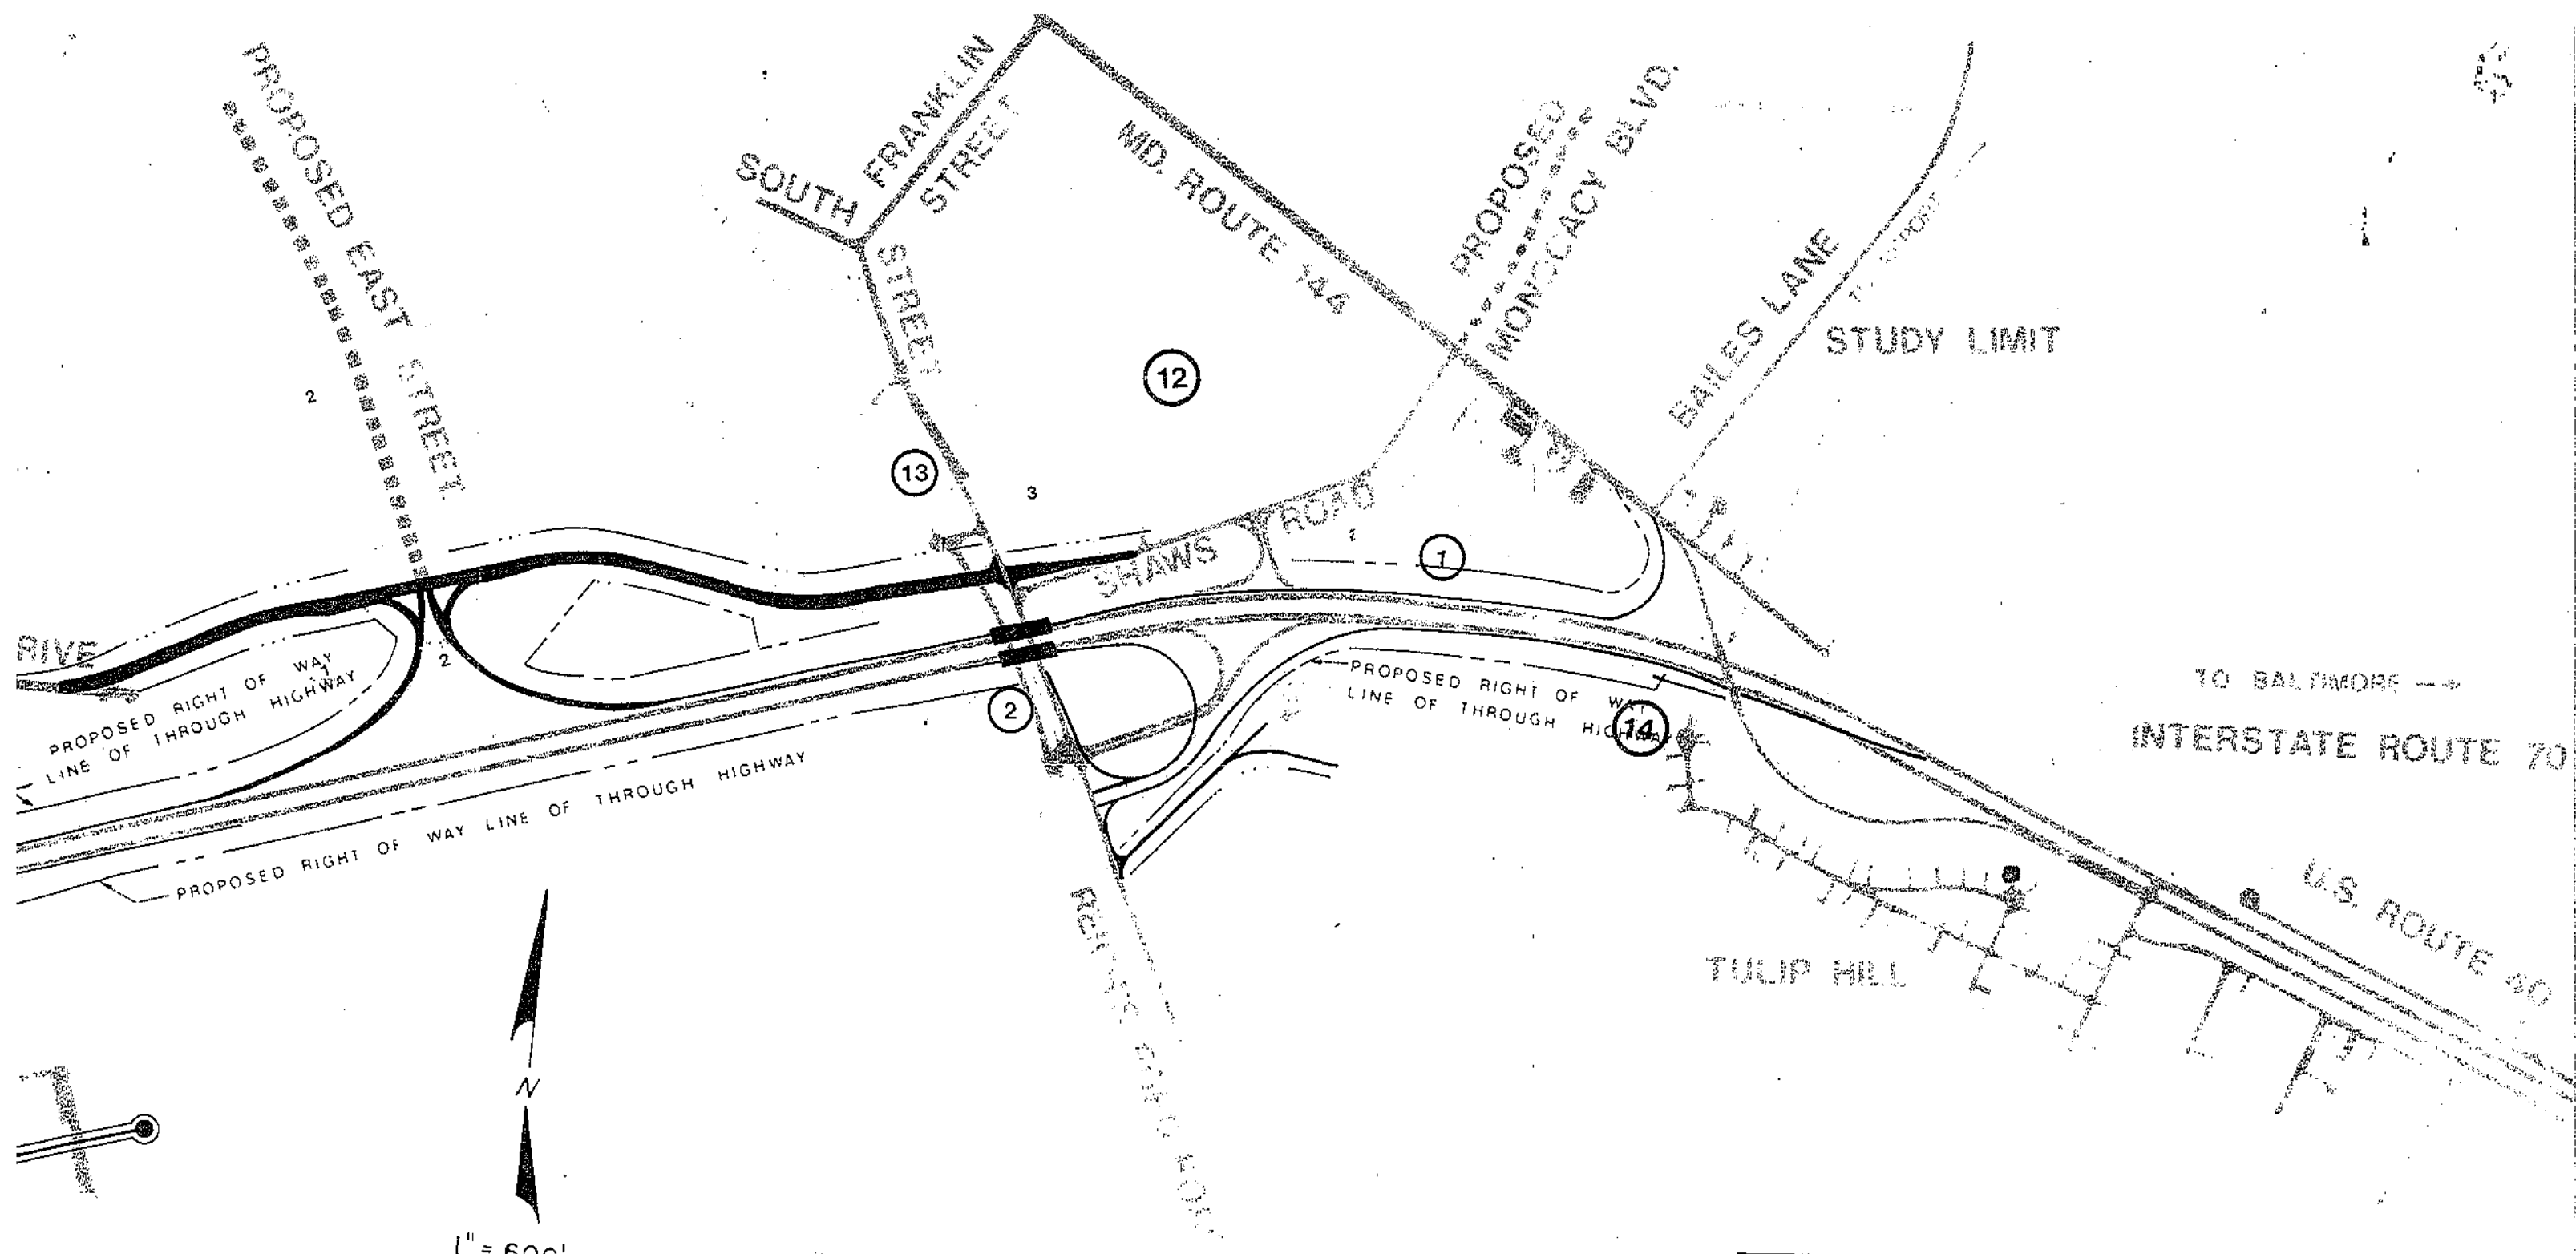 PROPOSED EAST STREET
SOUTH
STREET
FRANKLIN
STREET
MD. ROUTE 144
PROPOSED
MONOCACY BLVD.
BAILES LANE
STUDY LIMIT
12
13
2
3
SHAWS
ROAD
1
RIVE
2
PROPOSED RIGHT OF WAY
LINE OF THROUGH HIGHWAY
2
PROPOSED RIGHT OF WAY
LINE OF THROUGH HIGHWAY
14
TO BALTIMORE
INTERSTATE ROUTE 70
PROPOSED RIGHT OF WAY LINE OF THROUGH HIGHWAY
U.S. ROUTE 40
TULIP HILL
N
1" = 600'